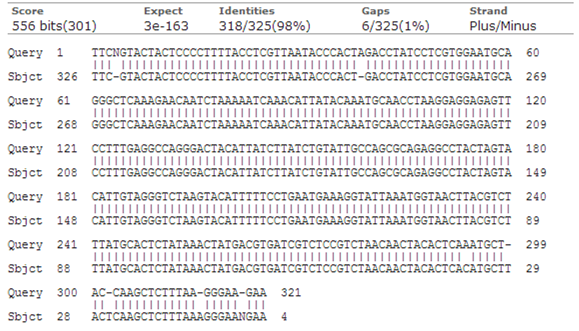 Score Expect Identities Gaps Strand
556 bits(301) 3e-163 318/325(98%) 6/325(1%) Plus/Minus
Query 1 TTCNGTACTACTCCCCTTTTACCTCGTTAATACCCACTAGACCTATCCTCGTGGAATGCA 60
Sbjct 326 TTC-GTACTACTCCCCTTTTACCTCGTTAATACCCACT-GACCTATCCTCGTGGAATGCA 269
Query 61 GGGCTCAAAGAACAATCTAAAAATCAAACATTATACAAATGCAACCTAAGGAGGAGAGTT 120
Sbjct 268 GGGCTCAAAGAACAATCTAAAAATCAAACATTATACAAATGCAACCTAAGGAGGAGAGTT 209
Query 121 CCTTTGAGGCCAGGGACTACATTATCTTATCTGTATTGCCAGCGCAGAGGCCTACTAGTA 180
Sbjct 208 CCTTTGAGGCCAGGGACTACATTATCTTATCTGTATTGCCAGCGCAGAGGCCTACTAGTA 149
Query 181 CATTGTAGGGTCTAAGTACATTTTTCCTGAATGAAAGGTATTAAATGGTAACTTACGTCT 240
Sbjct 148 CATTGTAGGGTCTAAGTACATTTTTCCTGAATGAAAGGTATTAAATGGTAACTTACGTCT 89
Query 241 TTATGCACTCTATAAACTATGACGTGATCGTCTCCGTCTAACAACTACACTCAAATGCT- 299
Sbjct 88 TTATGCACTCTATAAACTATGACGTGATCGTCTCCGTCTAACAACTACACTCACATGCTT 29
Query 300 AC-CAAGCTCTTTAA-GGGAA-GAA 321
Sbjct 28 ACTCAAGCTCTTTAAAGGGAANGAA 4